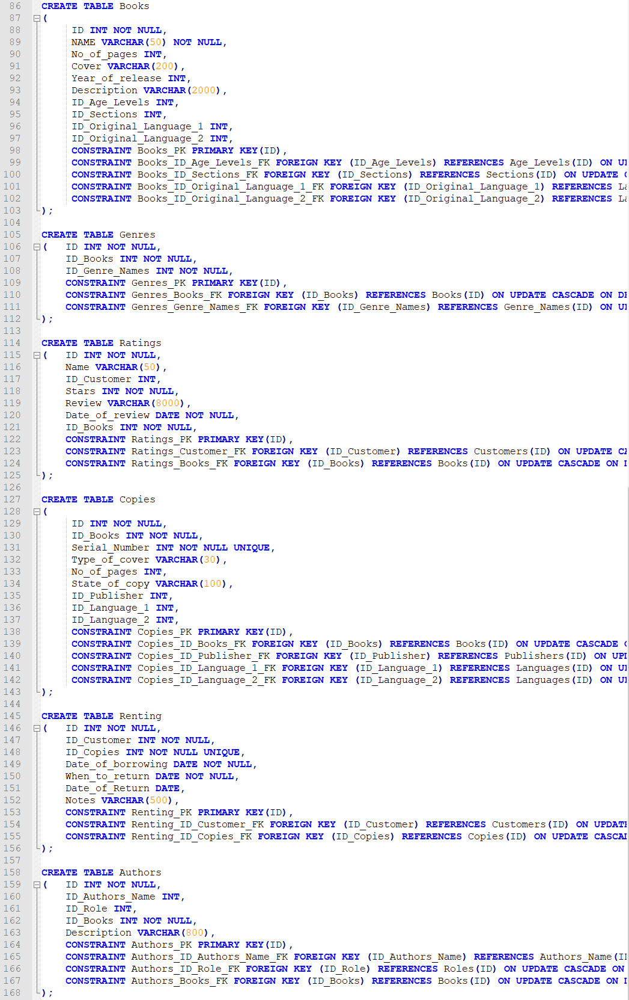 86 CREATE TABLE Books
87 (
88 ID INT NOT NULL,
89 NAME VARCHAR(50) NOT NULL,
90 No_of_pages INT,
91 Cover VARCHAR(200),
92 Year_of_release INT,
93 Description VARCHAR(2000),
94 ID_Age_Levels INT,
95 ID_Sections INT,
96 ID_Original_Language_1 INT,
97 ID_Original_Language_2 INT,
98 CONSTRAINT Books_PK PRIMARY KEY(ID),
99 CONSTRAINT Books_ID_Age_Levels_FK FOREIGN KEY (ID_Age_Levels) REFERENCES Age_Levels(ID) ON
100 CONSTRAINT Books_ID_Sections_FK FOREIGN KEY (ID_Sections) REFERENCES Sections(ID) ON UPDATE
101 CONSTRAINT Books_ID_Original_Language_1_FK FOREIGN KEY (ID_Original_Language_1) REFERENCES
102 CONSTRAINT Books_ID_Original_Language_2_FK FOREIGN KEY (ID_Original_Language_2) REFERENCES
103 );
104
105 CREATE TABLE Genres
106 ( ID INT NOT NULL,
107 ID_Books INT NOT NULL,
108 ID_Genre_Names INT NOT NULL,
109 CONSTRAINT Genres_PK PRIMARY KEY(ID),
110 CONSTRAINT Genres_Books_FK FOREIGN KEY (ID_Books) REFERENCES Books(ID) ON UPDATE CASCADE ON
111 CONSTRAINT Genres_Genre_Names_FK FOREIGN KEY (ID_Genre_Names) REFERENCES Genre_Names(ID) ON
112 );
113
114 CREATE TABLE Ratings
115 ( ID INT NOT NULL,
116 Name VARCHAR(50),
117 ID_Customer INT,
118 Stars INT NOT NULL,
119 Review VARCHAR(8000),
120 Date_of_review DATE NOT NULL,
121 ID_Books INT NOT NULL,
122 CONSTRAINT Ratings_PK PRIMARY KEY(ID),
123 CONSTRAINT Ratings_Customer_FK FOREIGN KEY (ID_Customer) REFERENCES Customers(ID) ON UPDATE
124 CONSTRAINT Ratings_Books_FK FOREIGN KEY (ID_Books) REFERENCES Books(ID) ON UPDATE CASCADE ON
125 );
126
127 CREATE TABLE Copies
128 (
129 ID INT NOT NULL,
130 ID_Books INT NOT NULL,
131 Serial_Number INT NOT NULL UNIQUE,
132 Type_of_cover VARCHAR(30),
133 No_of_pages INT,
134 State_of_copy VARCHAR(100),
135 ID_Publisher INT,
136 ID_Language_1 INT,
137 ID_Language_2 INT,
138 CONSTRAINT Copies_PK PRIMARY KEY(ID),
139 CONSTRAINT Copies_ID_Books_FK FOREIGN KEY (ID_Books) REFERENCES Books(ID) ON UPDATE CASCADE
140 CONSTRAINT Copies_ID_Publisher_FK FOREIGN KEY (ID_Publisher) REFERENCES Publishers(ID) ON
141 CONSTRAINT Copies_ID_Language_1_FK FOREIGN KEY (ID_Language_1) REFERENCES Languages(ID) ON
142 CONSTRAINT Copies_ID_Language_2_FK FOREIGN KEY (ID_Language_2) REFERENCES Languages(ID) ON
143 );
144
145 CREATE TABLE Renting
146 ( ID INT NOT NULL,
147 ID_Customer INT NOT NULL,
148 ID_Copies INT NOT NULL UNIQUE,
149 Date_of_borrowing DATE NOT NULL,
150 When_to_return DATE NOT NULL,
151 Date_of_Return DATE,
152 Notes VARCHAR(500),
153 CONSTRAINT Renting_PK PRIMARY KEY(ID),
154 CONSTRAINT Renting_ID_Customer_FK FOREIGN KEY (ID_Customer) REFERENCES Customers(ID) ON
155 CONSTRAINT Renting_ID_Copies_FK FOREIGN KEY (ID_Copies) REFERENCES Copies(ID) ON UPDATE
156 );
157
158 CREATE TABLE Authors
159 ( ID INT NOT NULL,
160 ID_Authors_Name INT,
161 ID_Role INT,
162 ID_Books INT NOT NULL,
163 Description VARCHAR(800),
164 CONSTRAINT Authors_PK PRIMARY KEY(ID),
165 CONSTRAINT Authors_ID_Authors_Name_FK FOREIGN KEY (ID_Authors_Name) REFERENCES Authors_Name
166 CONSTRAINT Authors_ID_Role_FK FOREIGN KEY (ID_Role) REFERENCES Roles(ID) ON UPDATE CASCADE ON
167 CONSTRAINT Authors_Books_FK FOREIGN KEY (ID_Books) REFERENCES Books(ID) ON UPDATE CASCADE ON
168 );